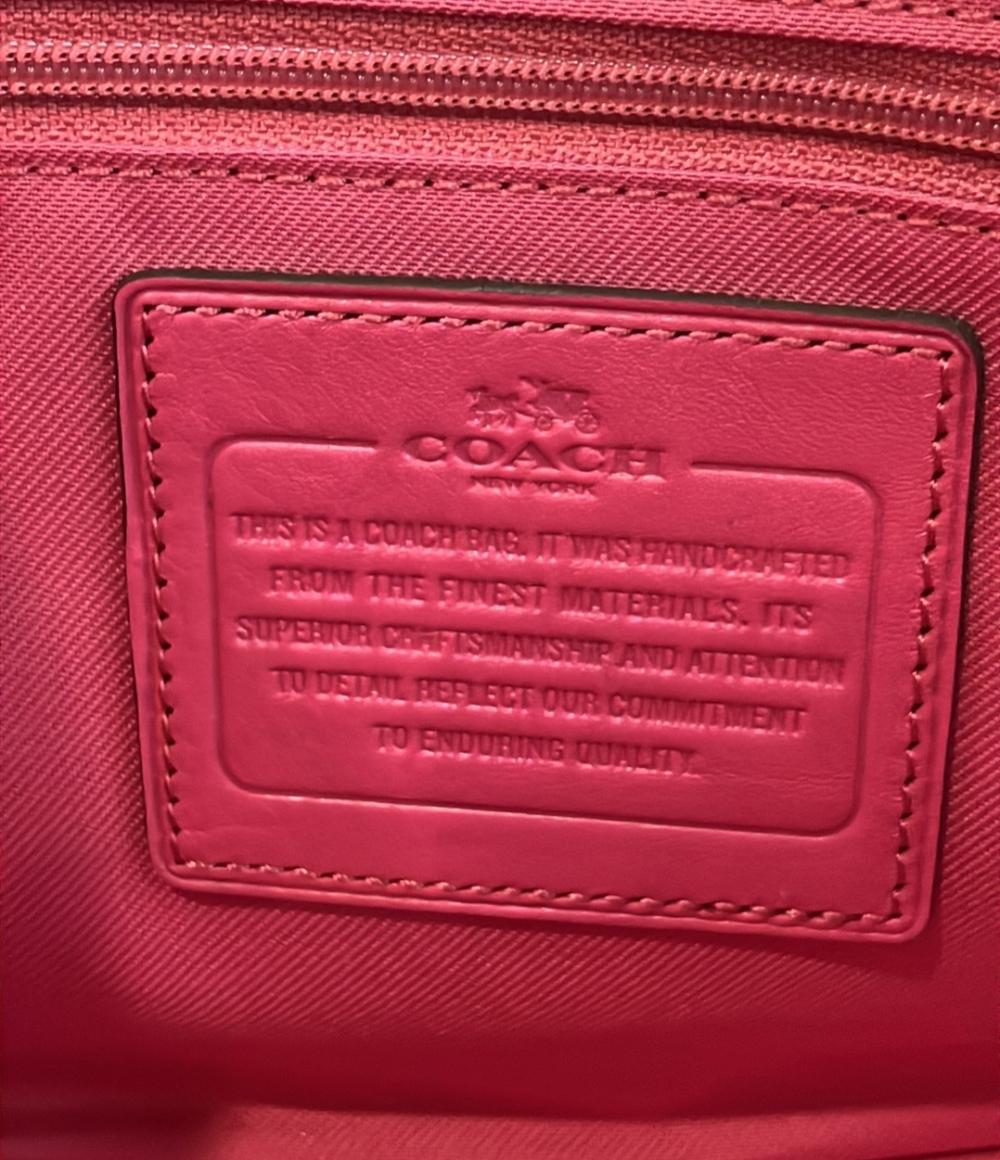 COACH
NEW YORK
THIS IS A COACH BAG. IT WAS HANDCRAFTED
FROM THE FINEST MATERIALS. ITS
SUPERIOR CRAFTSMANSHIP AND ATTENTION
TO DETAIL REFLECT OUR COMMITMENT
TO ENDURING QUALITY.